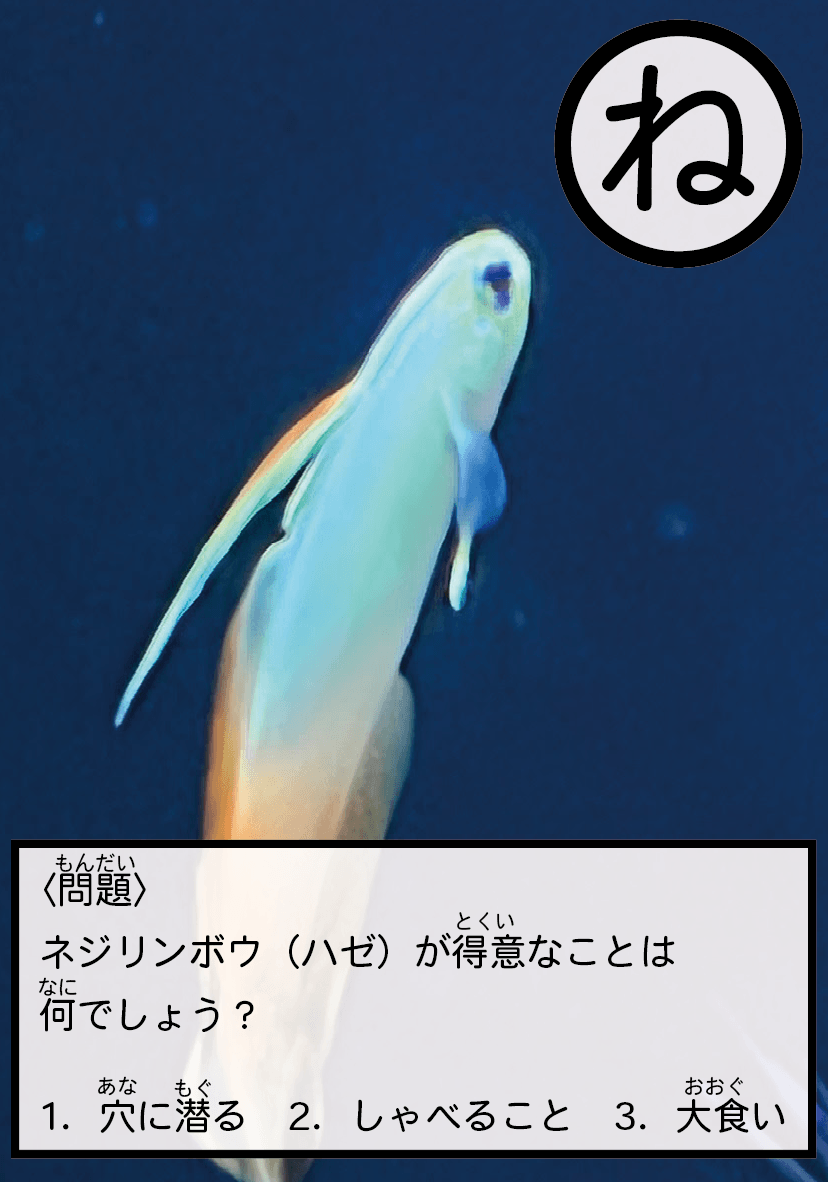 ね
〈問題〉
ネジリンボウ（ハゼ）が得意なことは
何でしょう？
1. 穴に潜る　2. しゃべること　3. 大食い